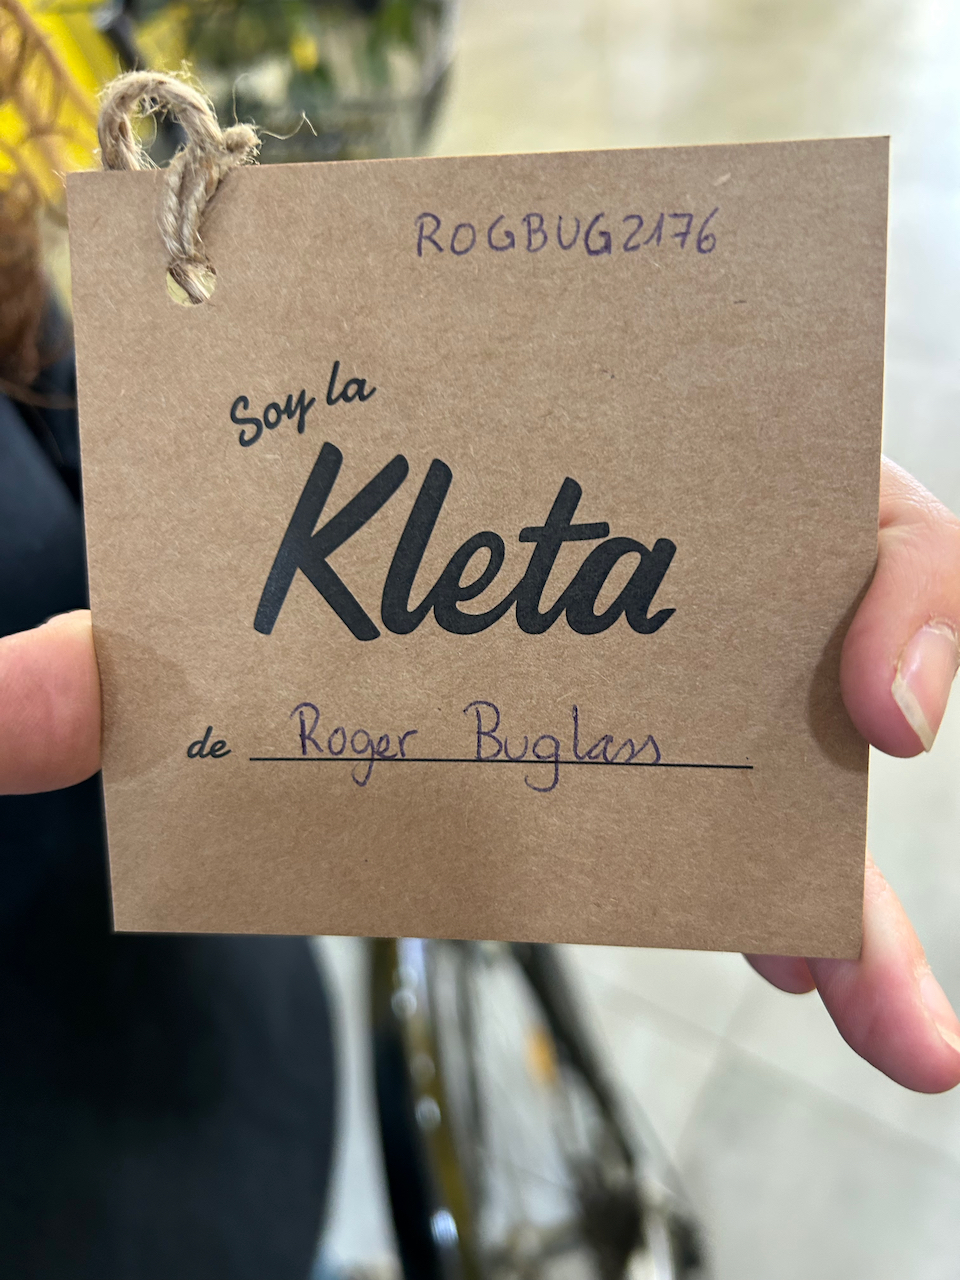 ROGBUG2176
Soy la
Kleta
de Roger Buglass